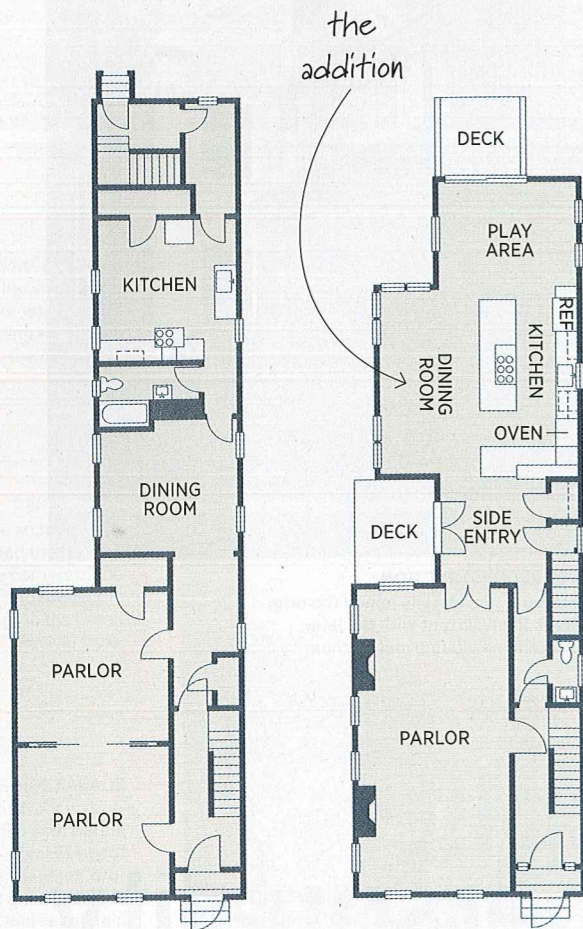 the
addition
KITCHEN
DINING
ROOM
PARLOR
PARLOR
DECK
PLAY
AREA
REF
KITCHEN
DINING
ROOM
OVEN
DECK
SIDE
ENTRY
PARLOR